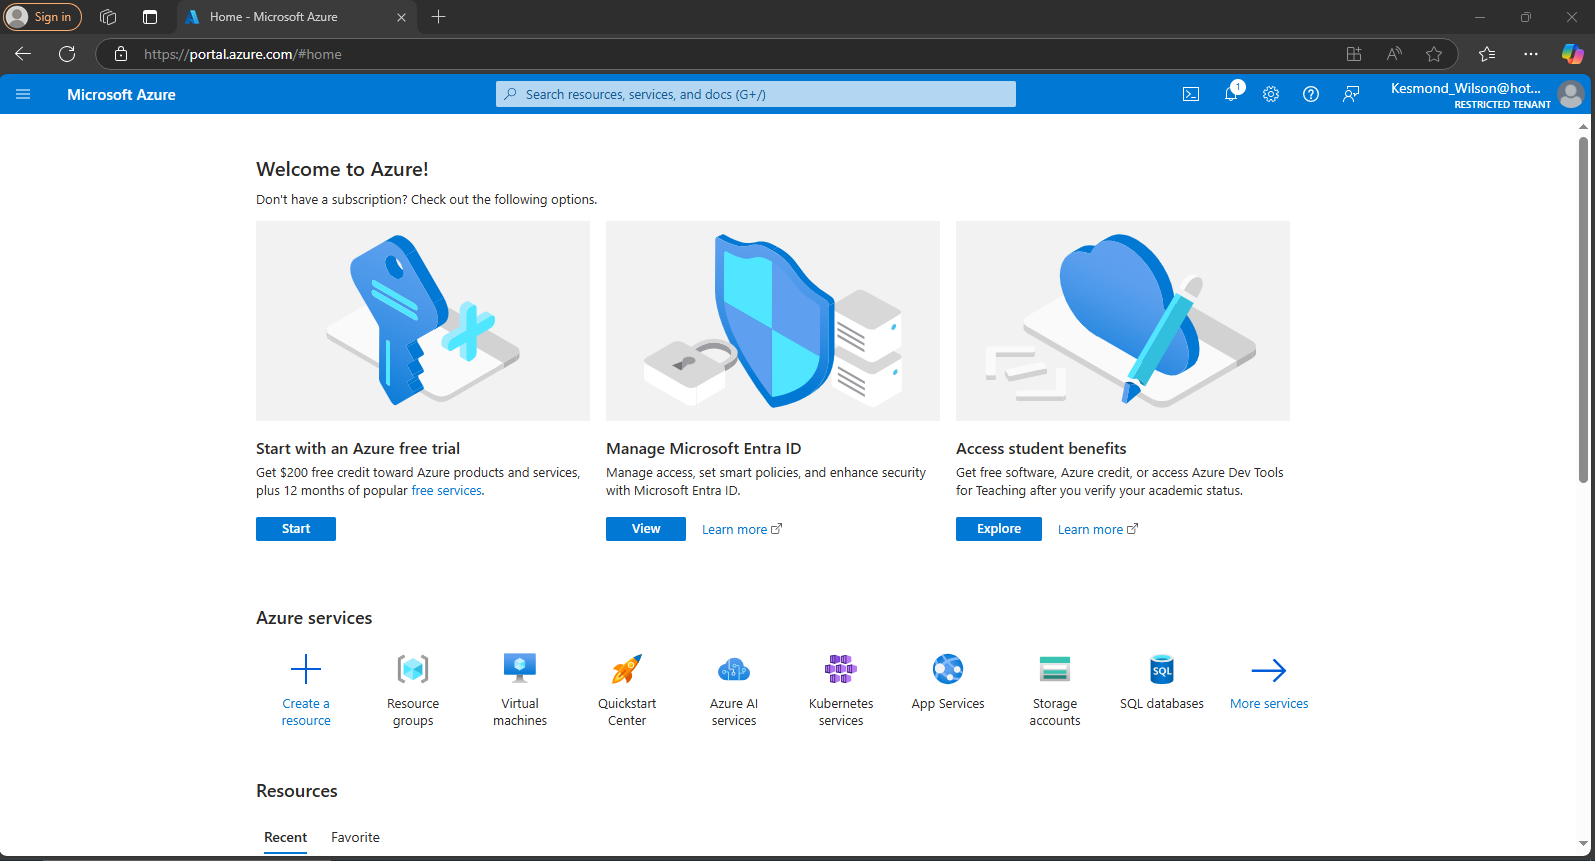 Sign in
Home - Microsoft Azure
https://portal.azure.com/#home
Microsoft Azure
Search resources, services, and docs (G+/)
1
Kesmond_Wilson@hot...
RESTRICTED TENANT
Welcome to Azure!
Don't have a subscription? Check out the following options.
Start with an Azure free trial
Get $200 free credit toward Azure products and services,
plus 12 months of popular free services.
Start
Manage Microsoft Entra ID
Manage access, set smart policies, and enhance security
with Microsoft Entra ID.
View
Learn more
Access student benefits
Get free software, Azure credit, or access Azure Dev Tools
for Teaching after you verify your academic status.
Explore
Learn more
Azure services
Create a
resource
Resource
groups
Virtual
machines
Quickstart
Center
Azure AI
services
Kubernetes
services
App Services
Storage
accounts
SQL
SQL databases
More services
Resources
Recent
Favorite